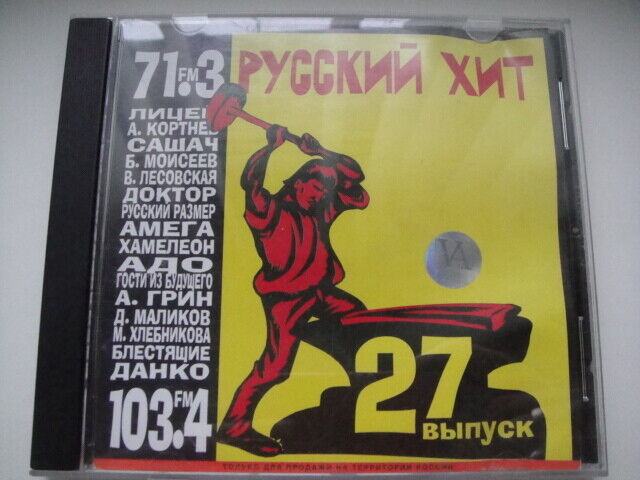 71.3 FM
РУССКИЙ ХИТ
ЛИЦЕЙ
А. КОРТНЕВ
САШАЧ
Б. МОИСЕЕВ
В. ЛЕСОВСКАЯ
ДОКТОР
РУССКИЙ РАЗМЕР
АМЕГА
ХАМЕЛЕОН
АДО
ГОСТИ ИЗ БУДУЩЕГО
А. ГРИН
Д. МАЛИКОВ
М. ХЛЕБНИКОВА
БЛЕСТЯЩИЕ
ДАНКО
103.4 FM
VA
27
ВЫПУСК
ТОЛЬКО ДЛЯ ПРОДАЖИ НА ТЕРРИТОРИИ РОССИИ